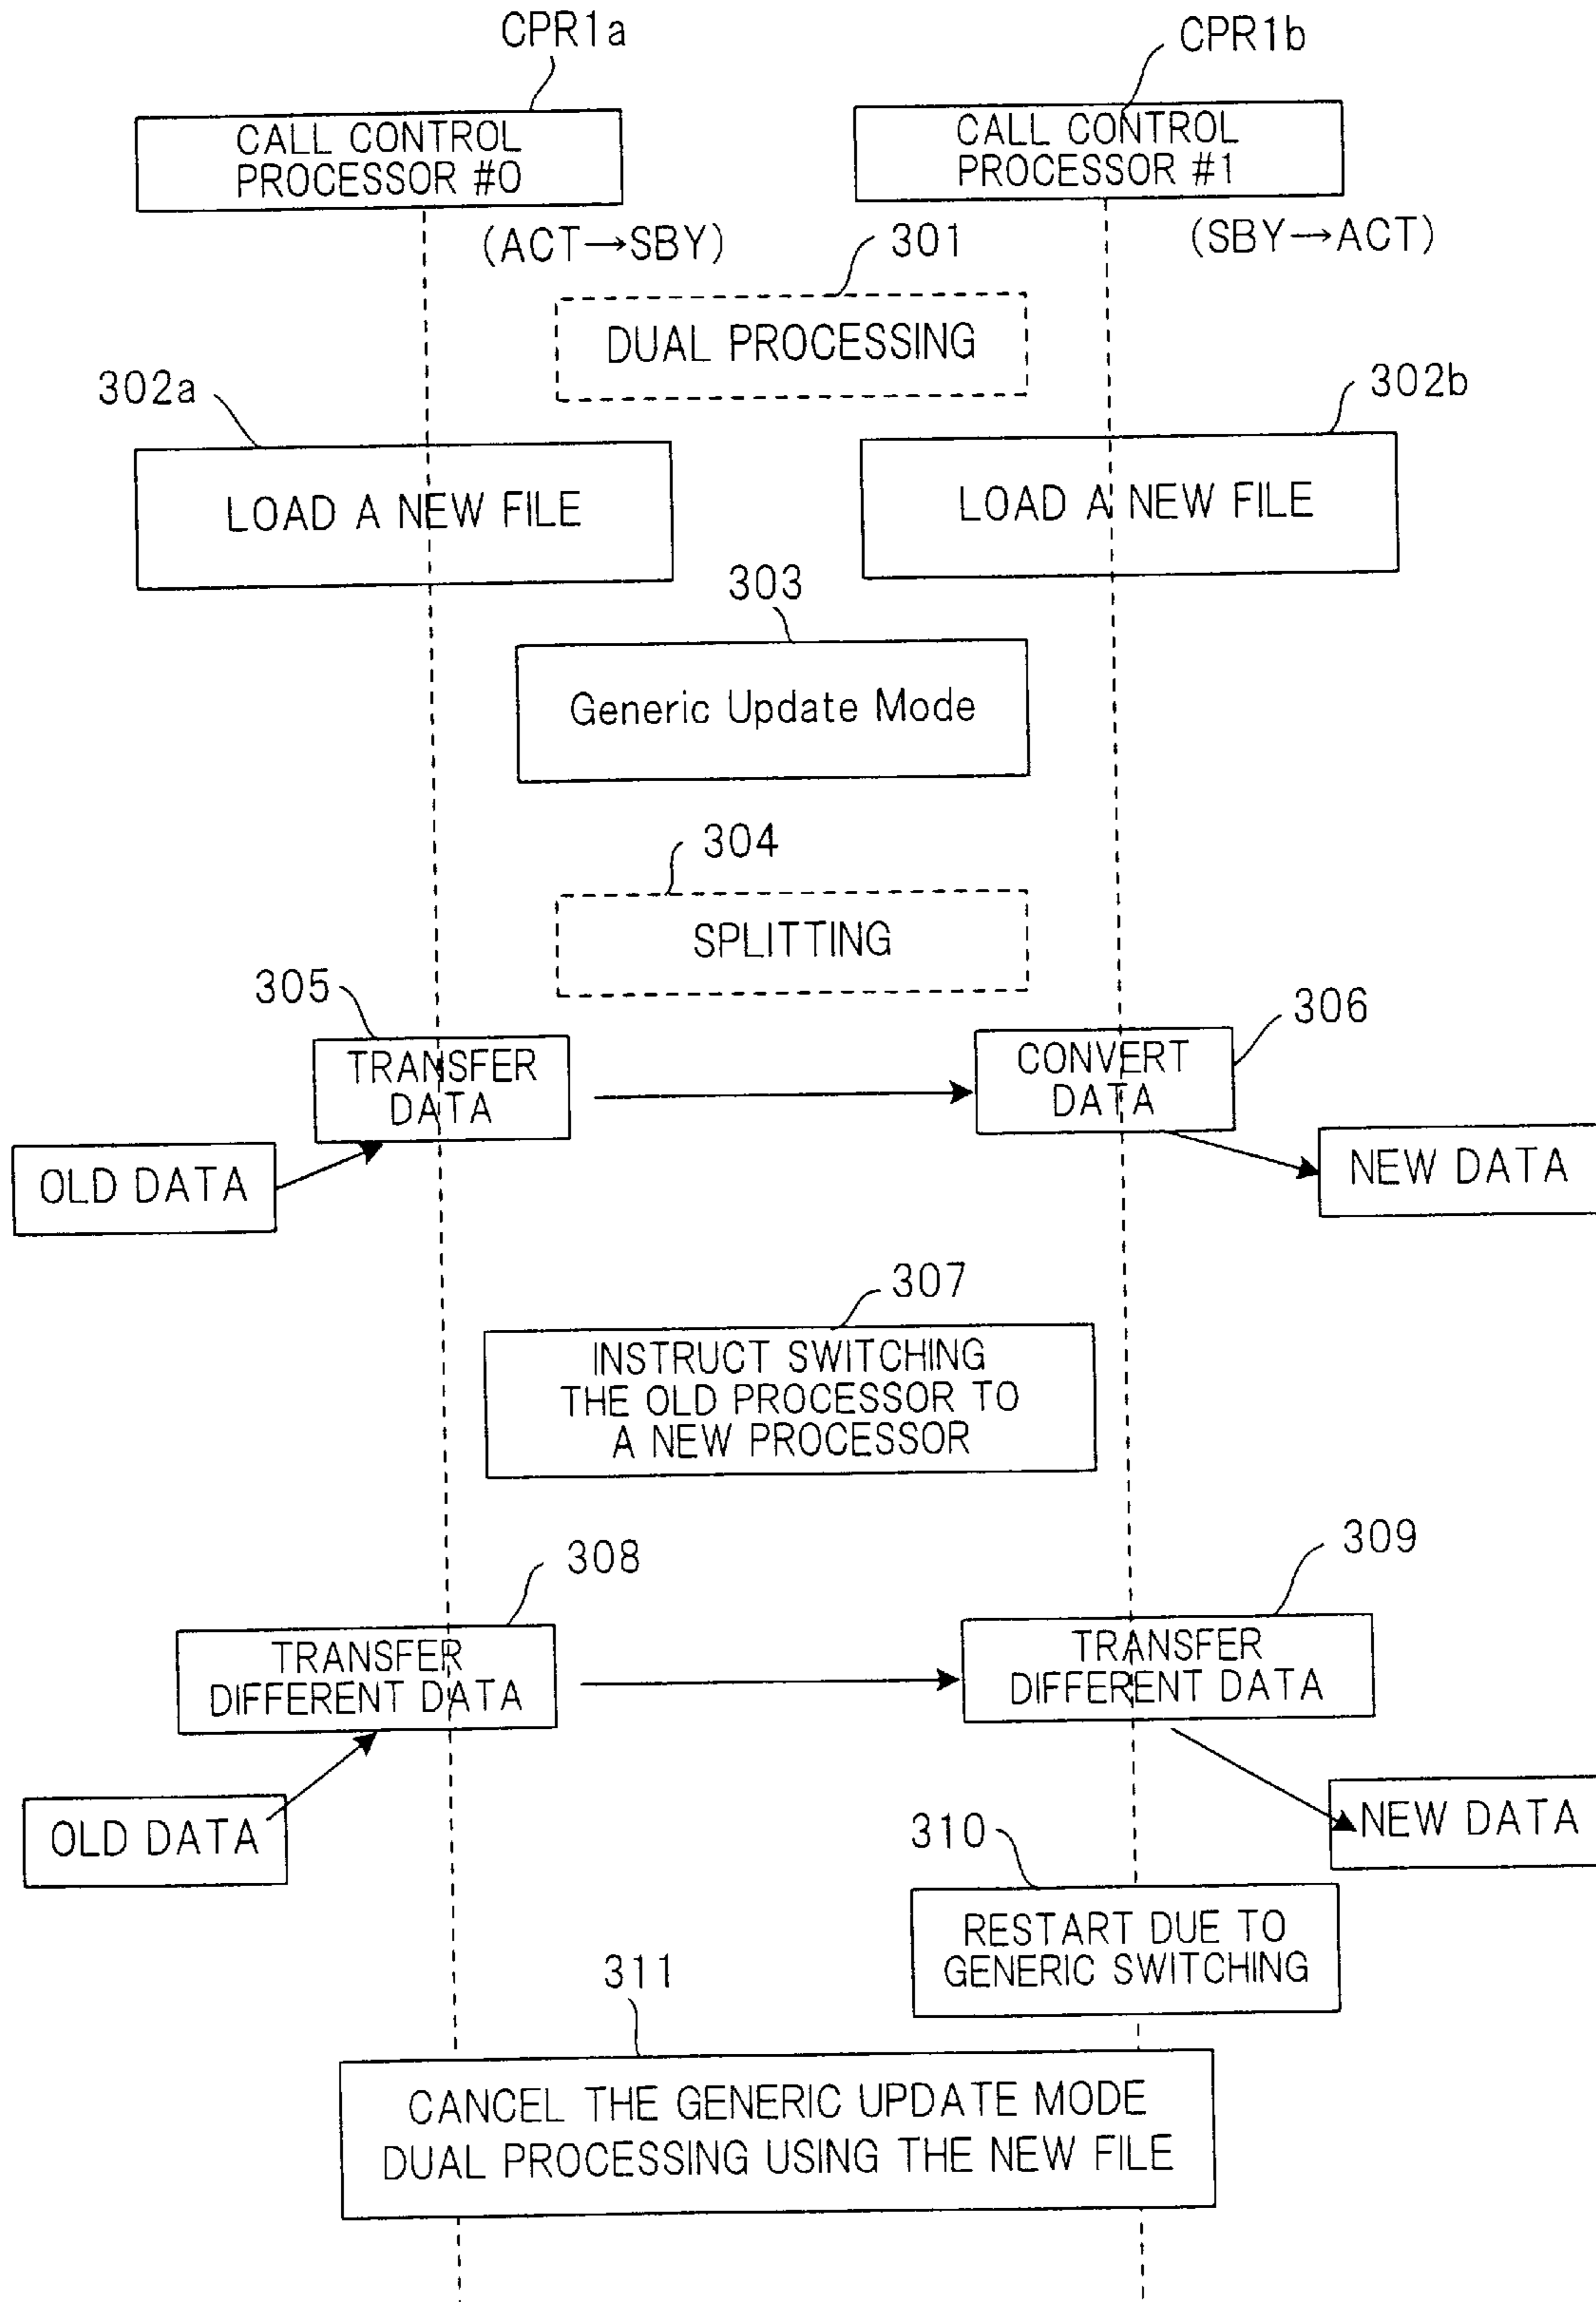 CPR1a
CPR1b
CALL CONTROL
PROCESSOR #0
CALL CONTROL
PROCESSOR #1
(ACT→SBY)
301
(SBY→ACT)
DUAL PROCESSING
302a
302b
LOAD A NEW FILE
LOAD A NEW FILE
303
Generic Update Mode
304
SPLITTING
305
306
TRANSFER
DATA
CONVERT
DATA
OLD DATA
NEW DATA
307
INSTRUCT SWITCHING
THE OLD PROCESSOR TO
A NEW PROCESSOR
308
309
TRANSFER
DIFFERENT DATA
TRANSFER
DIFFERENT DATA
OLD DATA
NEW DATA
310
RESTART DUE TO
GENERIC SWITCHING
311
CANCEL THE GENERIC UPDATE MODE
DUAL PROCESSING USING THE NEW FILE